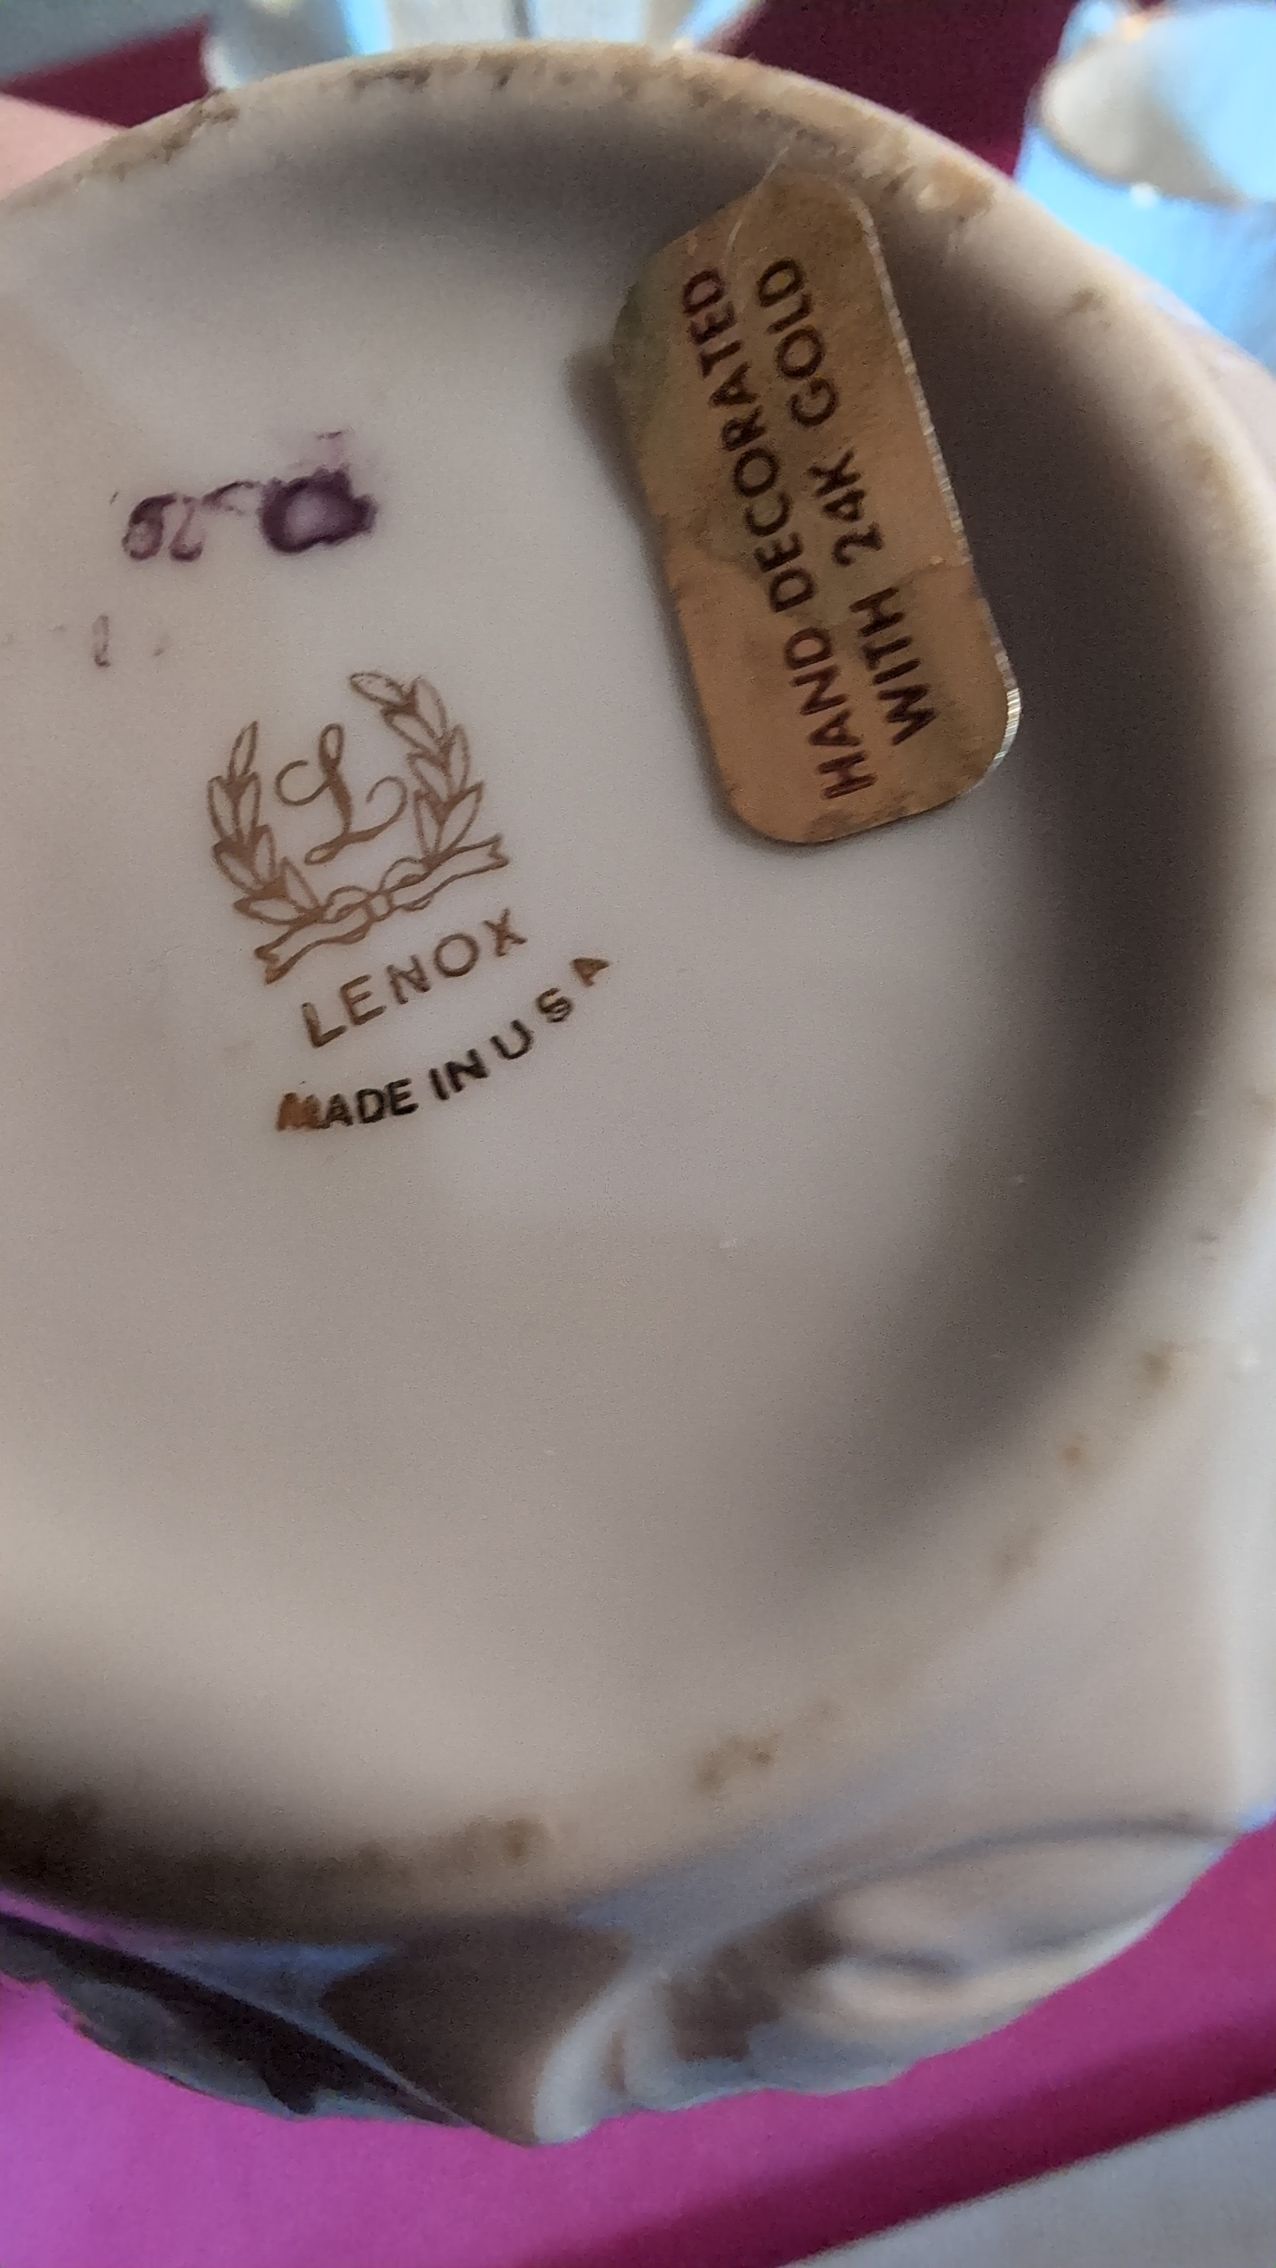 HAND DECORATED
WITH 24K GOLD
L
LENOX
MADE IN USA